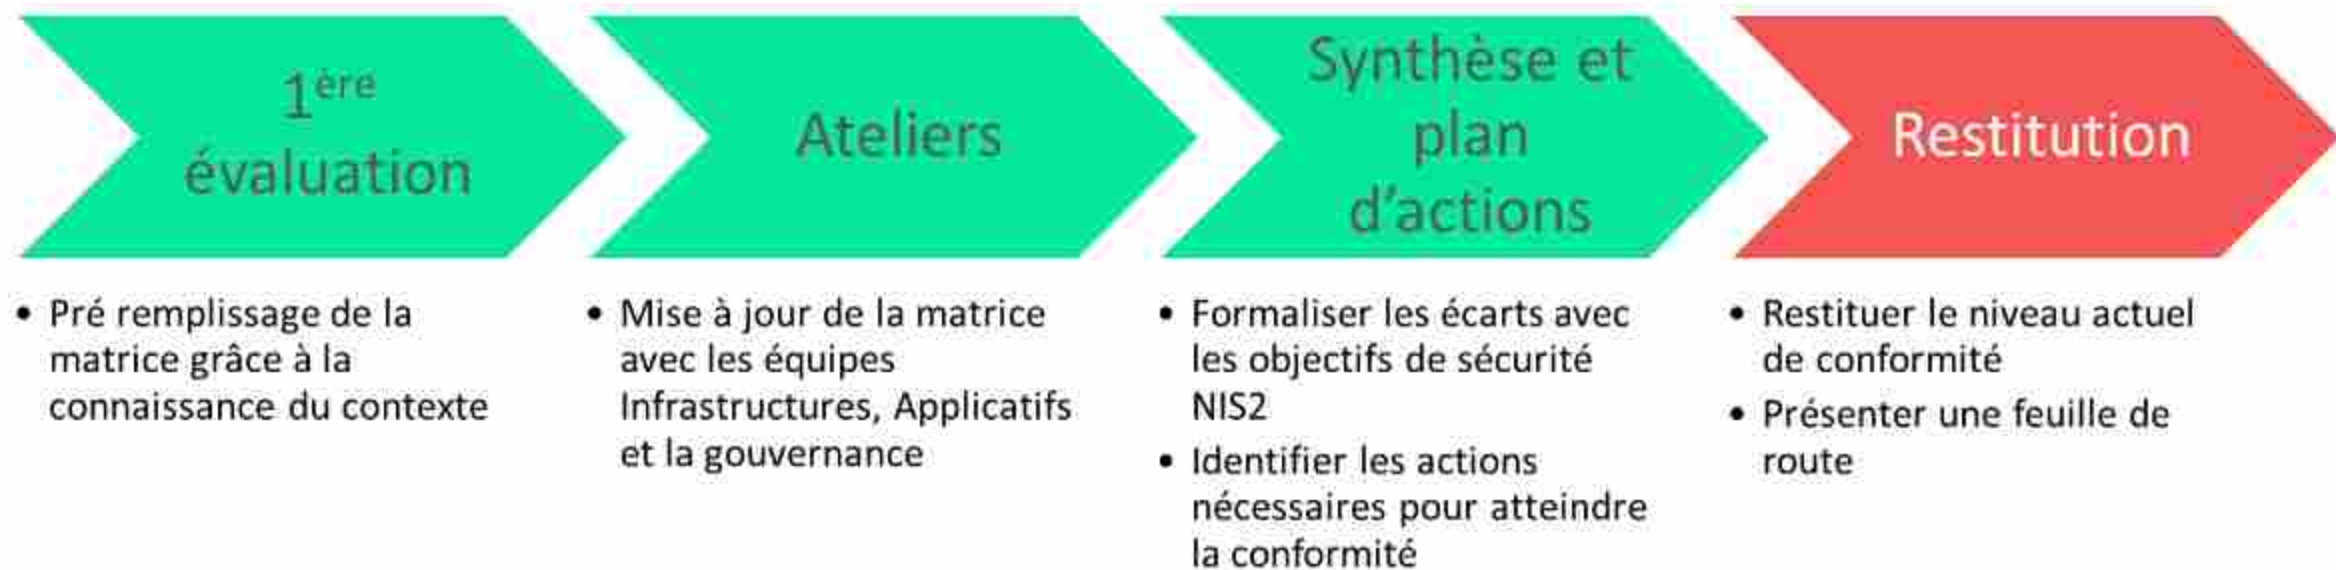 1ère
évaluation
Ateliers
Synthèse et
plan
d’actions
Restitution
• Pré remplissage de la
matrice grâce à la
connaissance du contexte
• Mise à jour de la matrice
avec les équipes
Infrastructures, Applicatifs
et la gouvernance
• Formaliser les écarts avec
les objectifs de sécurité
NIS2
• Identifier les actions
nécessaires pour atteindre
la conformité
• Restituer le niveau actuel
de conformité
• Présenter une feuille de
route